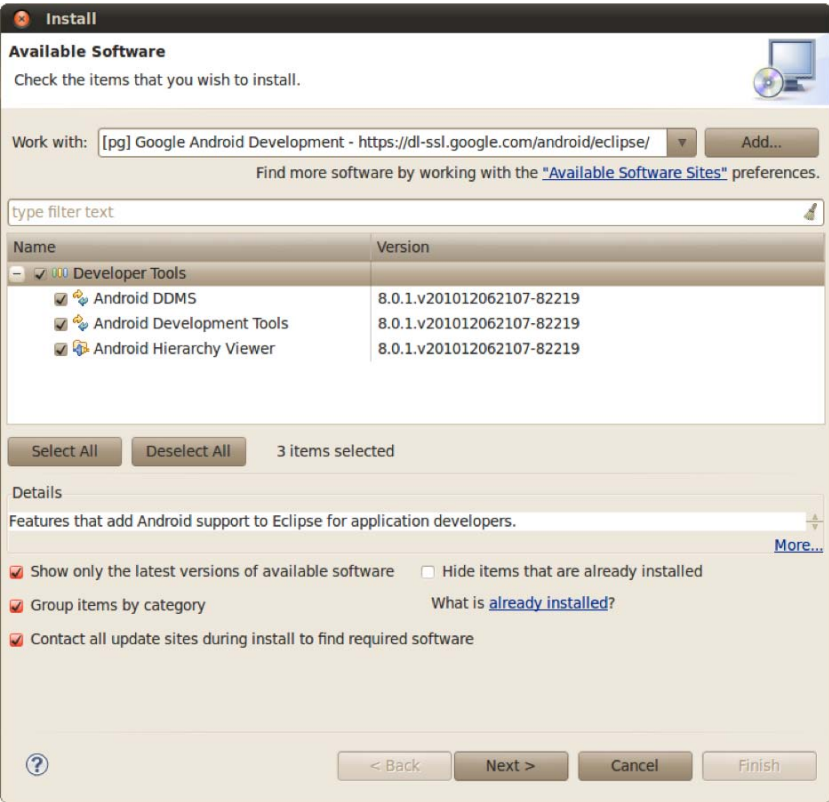 Install
Available Software
Check the items that you wish to install.
Work with: [pg] Google Android Development - https://dl-ssl.google.com/android/eclipse/ Add...
Find more software by working with the "Available Software Sites" preferences.
type filter text
Name Version
Developer Tools
Android DDMS 8.0.1.v201012062107-82219
Android Development Tools 8.0.1.v201012062107-82219
Android Hierarchy Viewer 8.0.1.v201012062107-82219
Select All Deselect All 3 items selected
Details
Features that add Android support to Eclipse for application developers.
More...
Show only the latest versions of available software Hide items that are already installed
Group items by category What is already installed?
Contact all update sites during install to find required software
? < Back Next > Cancel Finish